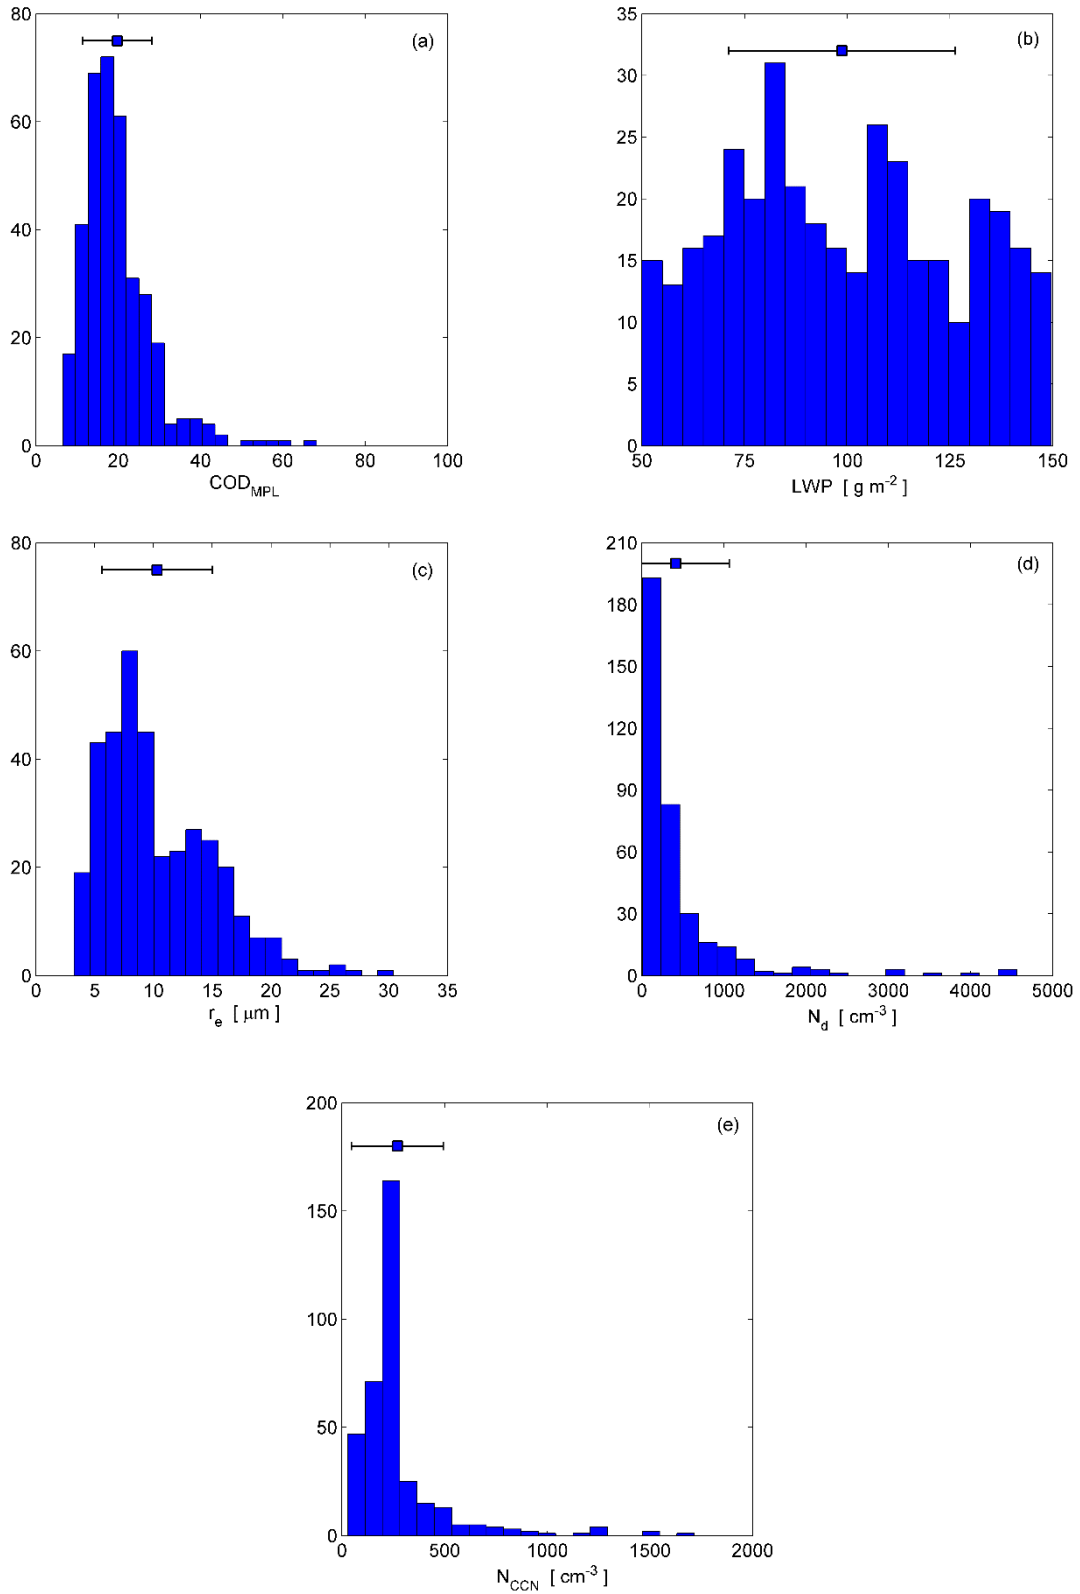 80
60
40
20
0
(a)
0 20 40 60 80 100
COD_MPL
35
30
25
20
15
10
5
0
(b)
50 75 100 125 150
LWP [ g m^-2 ]
80
60
40
20
0
(c)
0 5 10 15 20 25 30 35
r_e [ μm ]
210
180
150
120
90
60
30
0
(d)
0 1000 2000 3000 4000 5000
N_d [ cm^-3 ]
200
150
100
50
0
(e)
0 500 1000 1500 2000
N_CCN [ cm^-3 ]